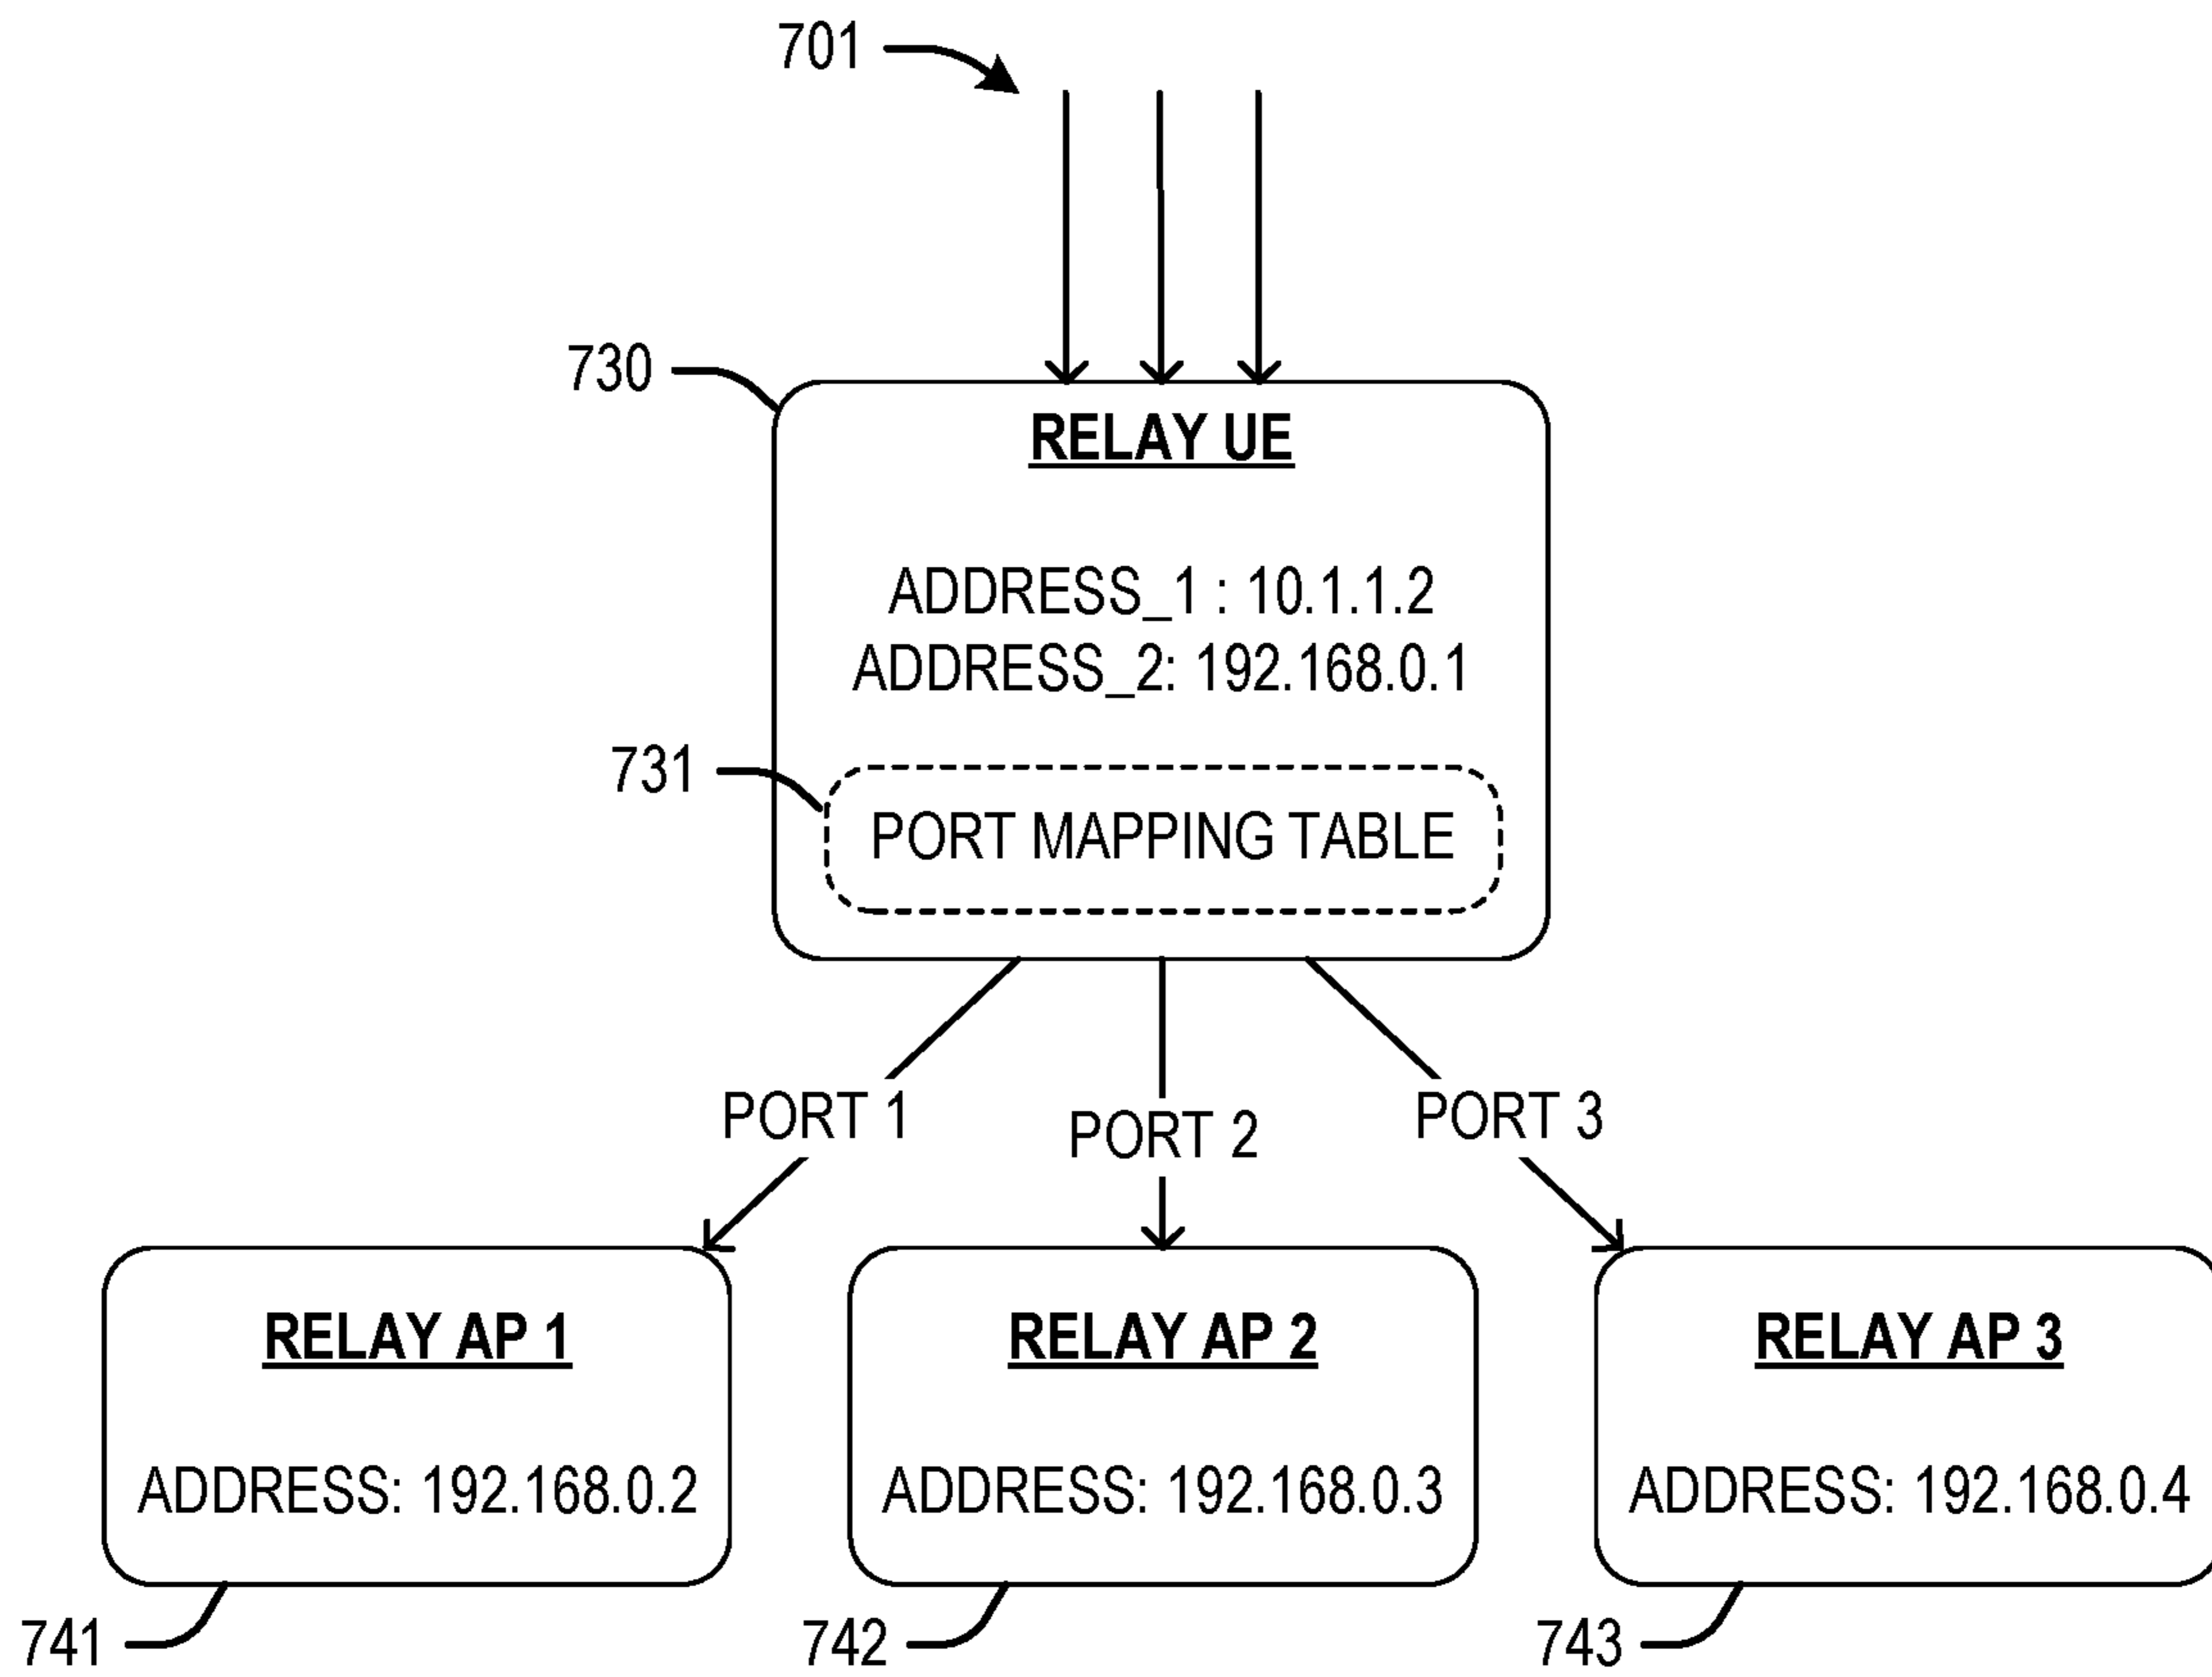 701
730
RELAY UE
ADDRESS_1 : 10.1.1.2
ADDRESS_2: 192.168.0.1
731
PORT MAPPING TABLE
PORT 1
PORT 2
PORT 3
RELAY AP 1
ADDRESS: 192.168.0.2
RELAY AP 2
ADDRESS: 192.168.0.3
RELAY AP 3
ADDRESS: 192.168.0.4
741
742
743